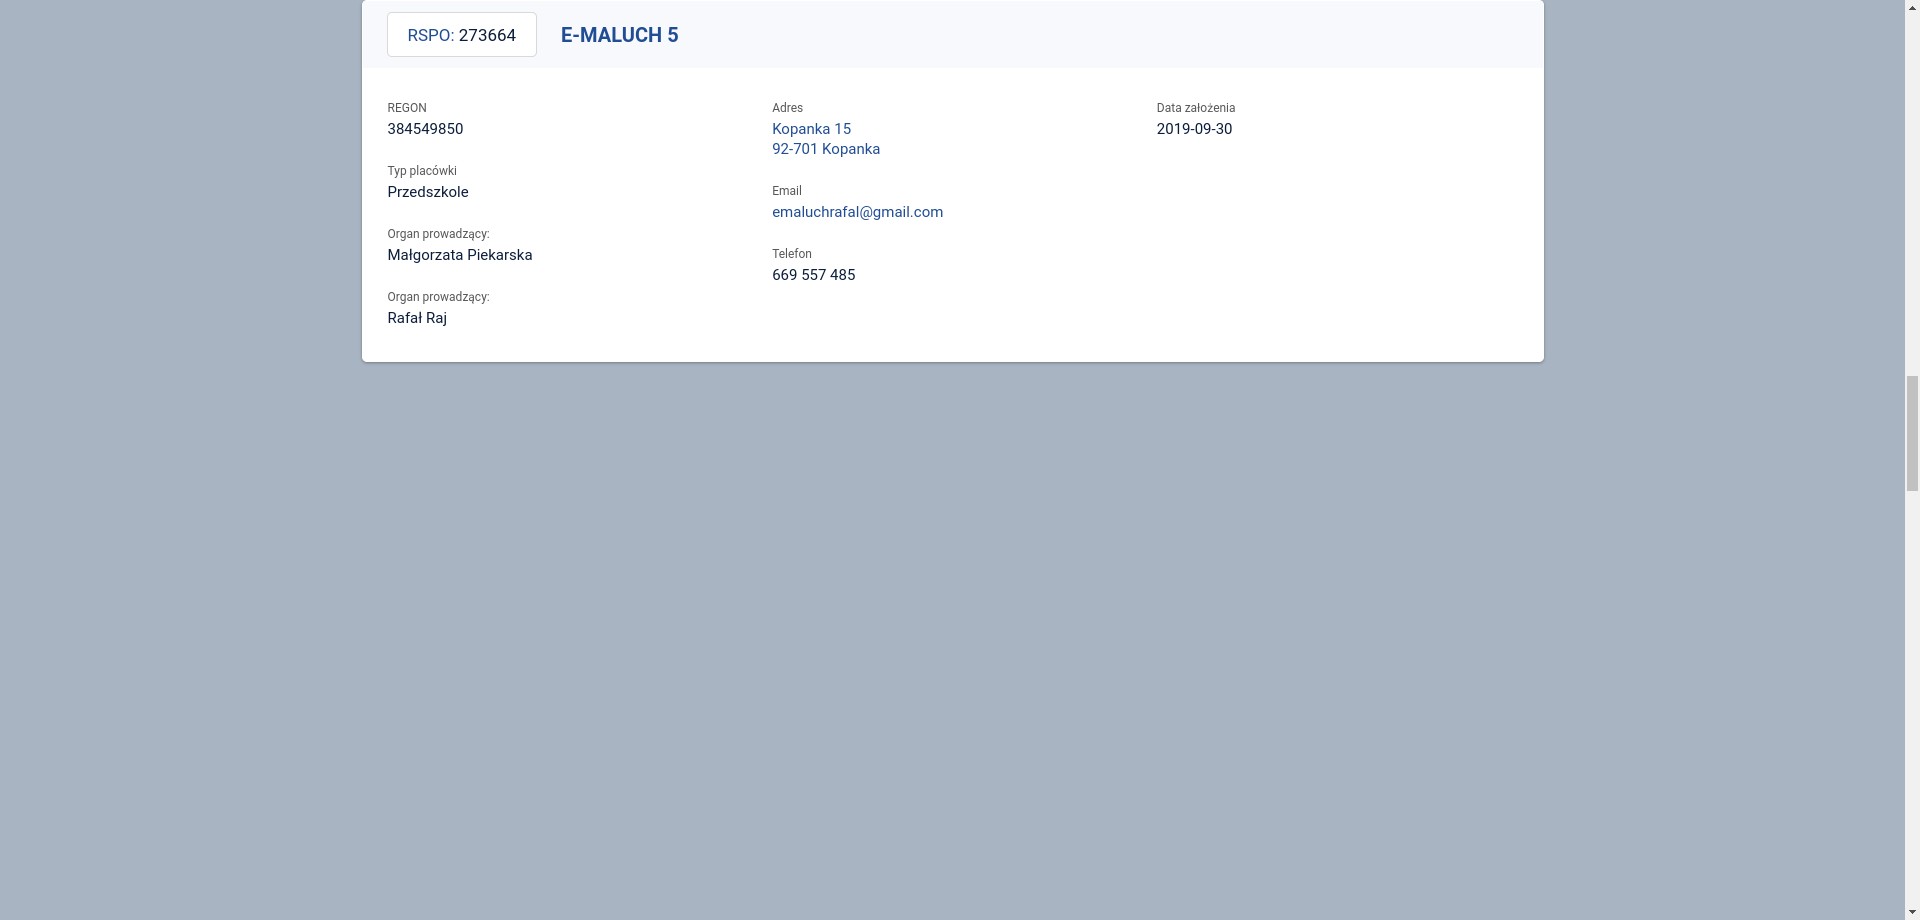 RSPO: 273664
E-MALUCH 5
REGON
384549850
Typ placówki
Przedszkole
Organ prowadzący:
Małgorzata Piekarska
Organ prowadzący:
Rafał Raj
Adres
Kopanka 15
92-701 Kopanka
Email
emaluchrafal@gmail.com
Telefon
669 557 485
Data założenia
2019-09-30